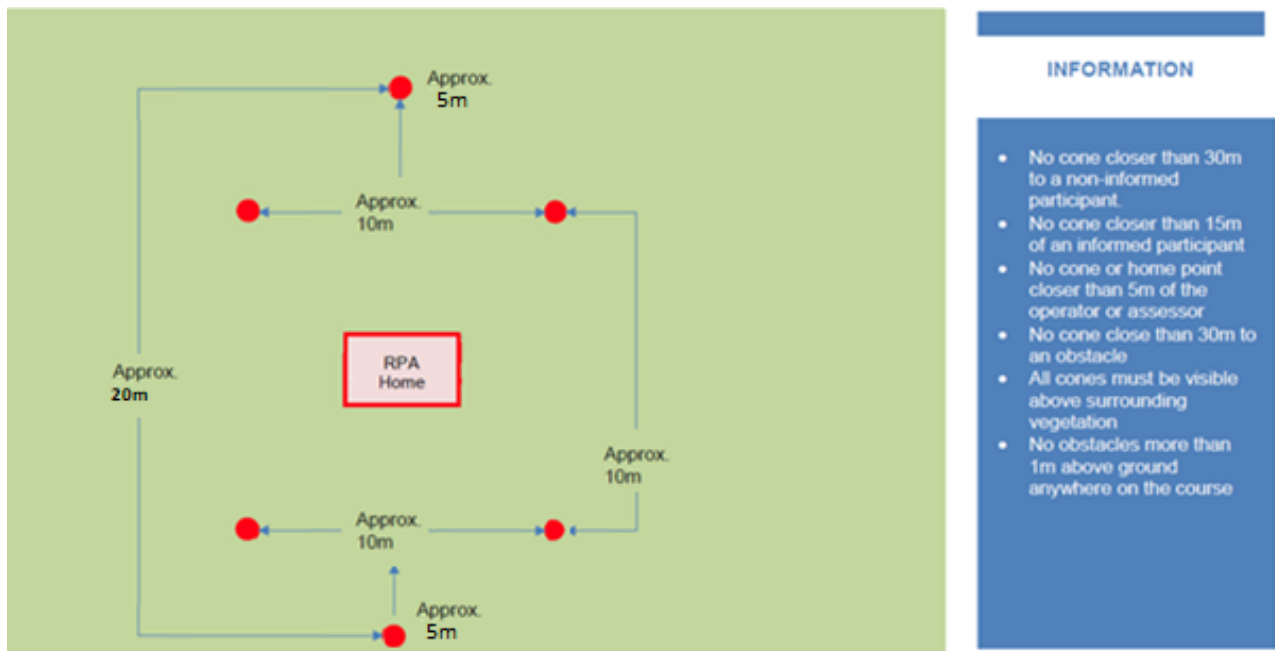 Approx.
5m
Approx.
10m
RPA
Home
Approx.
20m
Approx.
10m
Approx.
10m
Approx.
5m
INFORMATION
• No cone closer than 30m
to a non-informed
participant.
• No cone closer than 15m
of an informed participant
• No cone or home point
closer than 5m of the
operator or assessor
• No cone close than 30m to
an obstacle
• All cones must be visible
above surrounding
vegetation
• No obstacles more than
1m above ground
anywhere on the course